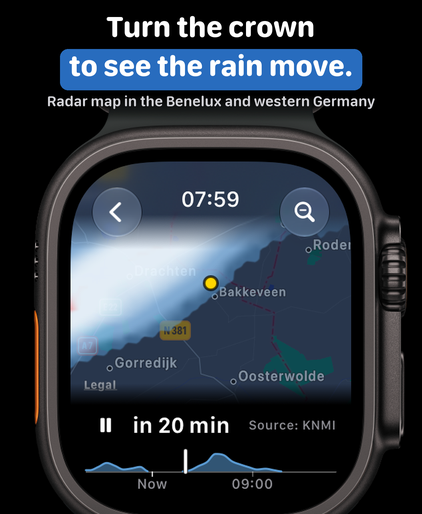 Turn the crown
to see the rain move.
Radar map in the Benelux and western Germany
07:59
Roden
Drachten
Bakkeveen
N381
Gorredijk
Oosterwolde
Legal
in 20 min
Source: KNMI
Now
09:00